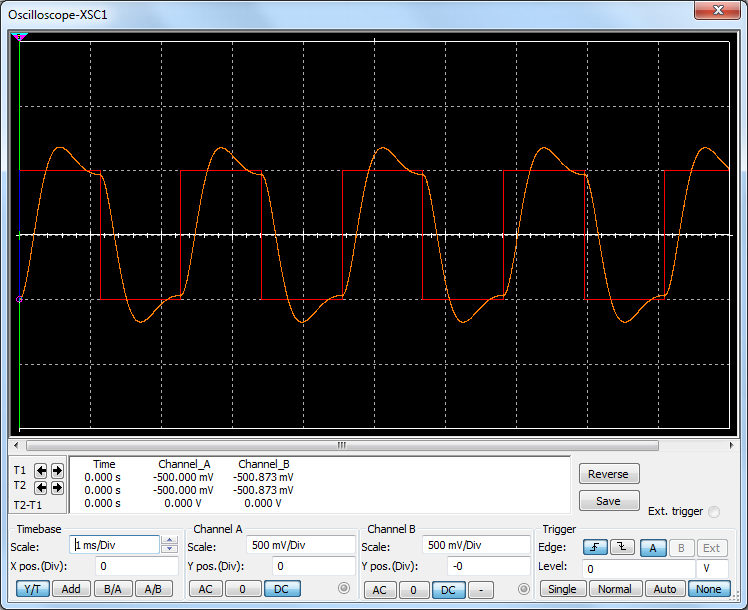 Oscilloscope-XSC1
T1
T2
T2-T1
Time Channel_A Channel_B
0.000 s -500.000 mV -500.873 mV
0.000 s -500.000 mV -500.873 mV
0.000 s 0.000 V 0.000 V
Reverse
Save
Ext. trigger
Timebase
Scale: 1 ms/Div
X pos.(Div): 0
Y/T Add B/A A/B
Channel A
Scale: 500 mV/Div
Y pos.(Div): 0
AC 0 DC
Channel B
Scale: 500 mV/Div
Y pos.(Div): -0
AC 0 DC -
Trigger
Edge: A B Ext
Level: 0 V
Single Normal Auto None